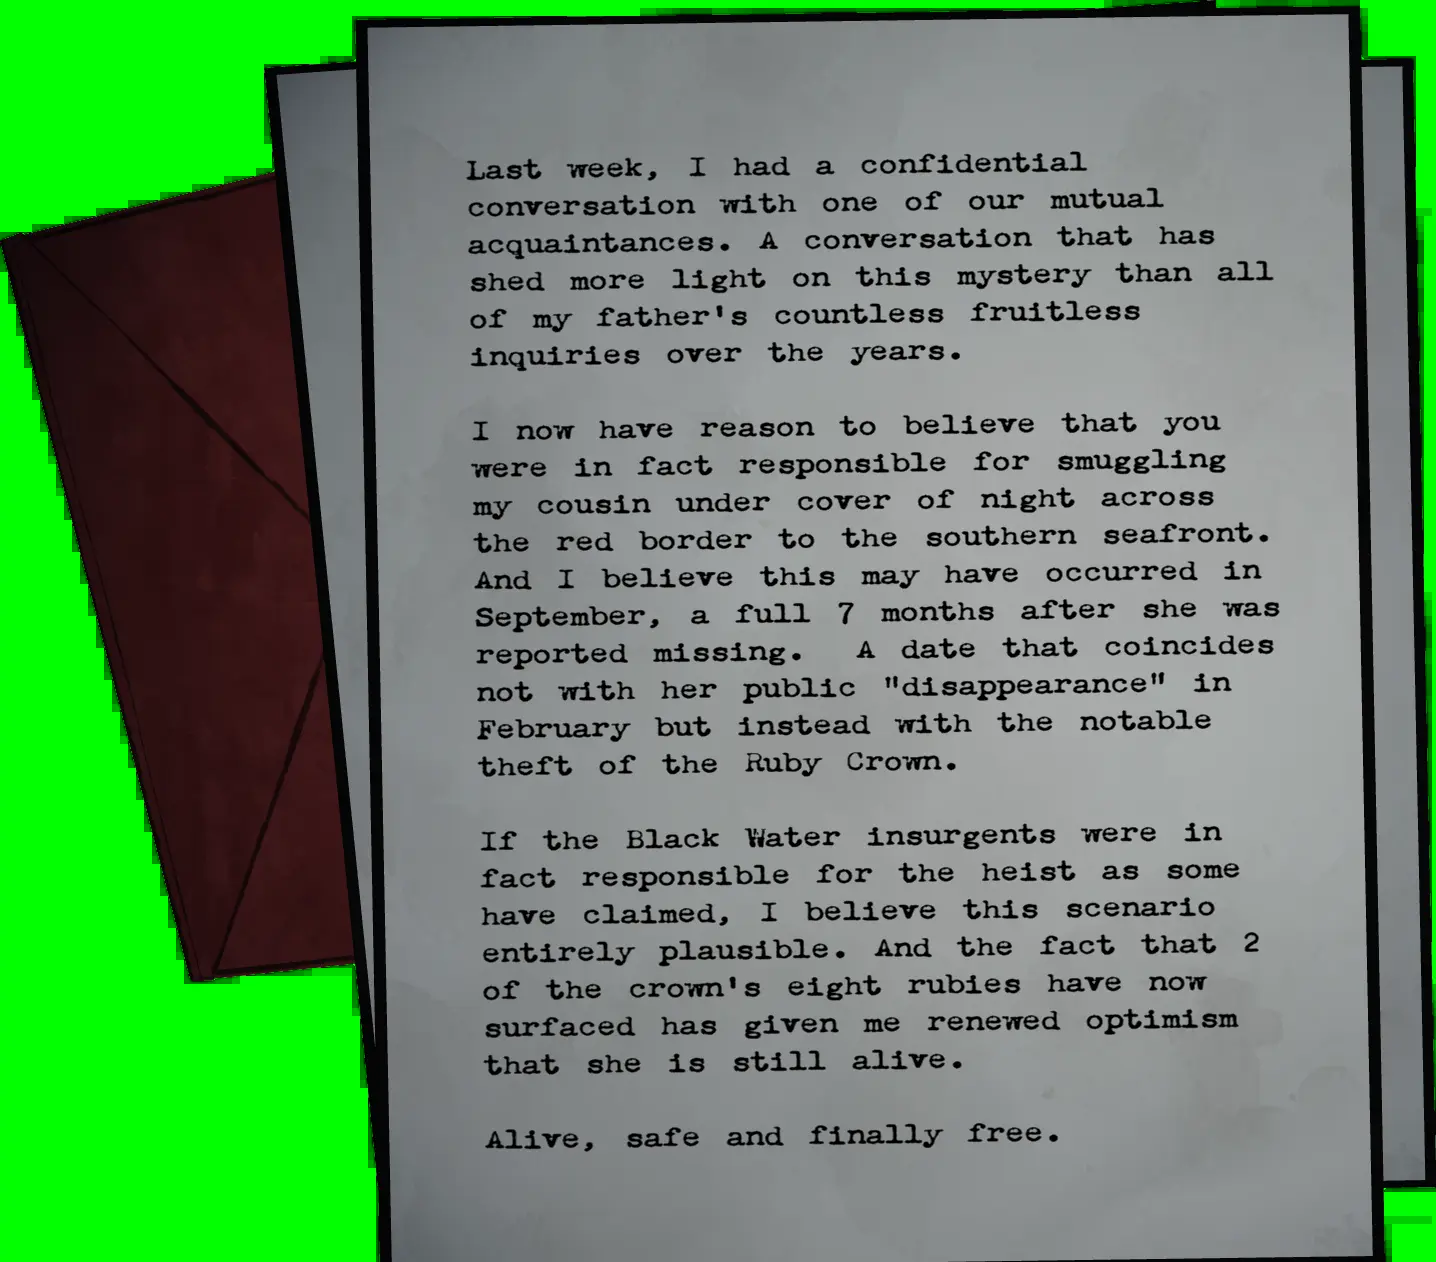 Last week, I had a confidential
conversation with one of our mutual
acquaintances. A conversation that has
shed more light on this mystery than all
of my father's countless fruitless
inquiries over the years.
I now have reason to believe that you
were in fact responsible for smuggling
my cousin under cover of night across
the red border to the southern seafront.
And I believe this may have occurred in
September, a full 7 months after she was
reported missing.  A date that coincides
not with her public "disappearance" in
February but instead with the notable
theft of the Ruby Crown.
If the Black Water insurgents were in
fact responsible for the heist as some
have claimed, I believe this scenario
entirely plausible. And the fact that 2
of the crown's eight rubies have now
surfaced has given me renewed optimism
that she is still alive.
Alive, safe and finally free.